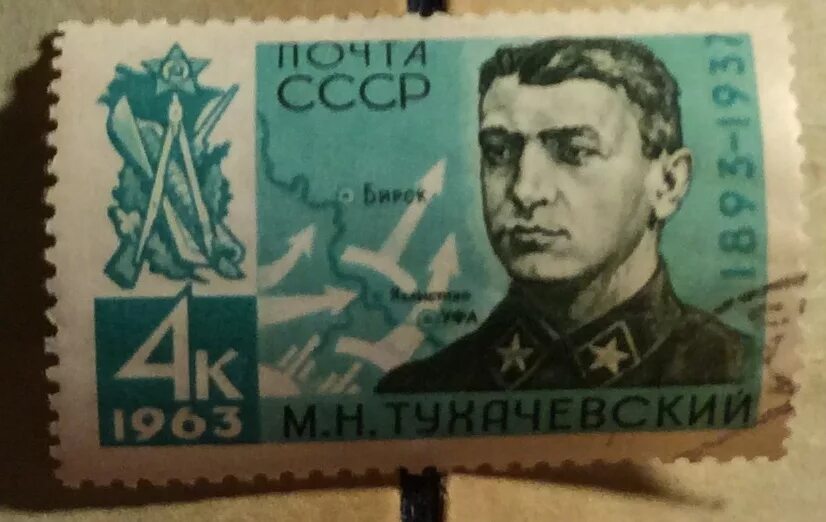 ПОЧТА
СССР
1893-1937
Бирск
УФА
4К
1963
М.Н. ТУХАЧЕВСКИЙ